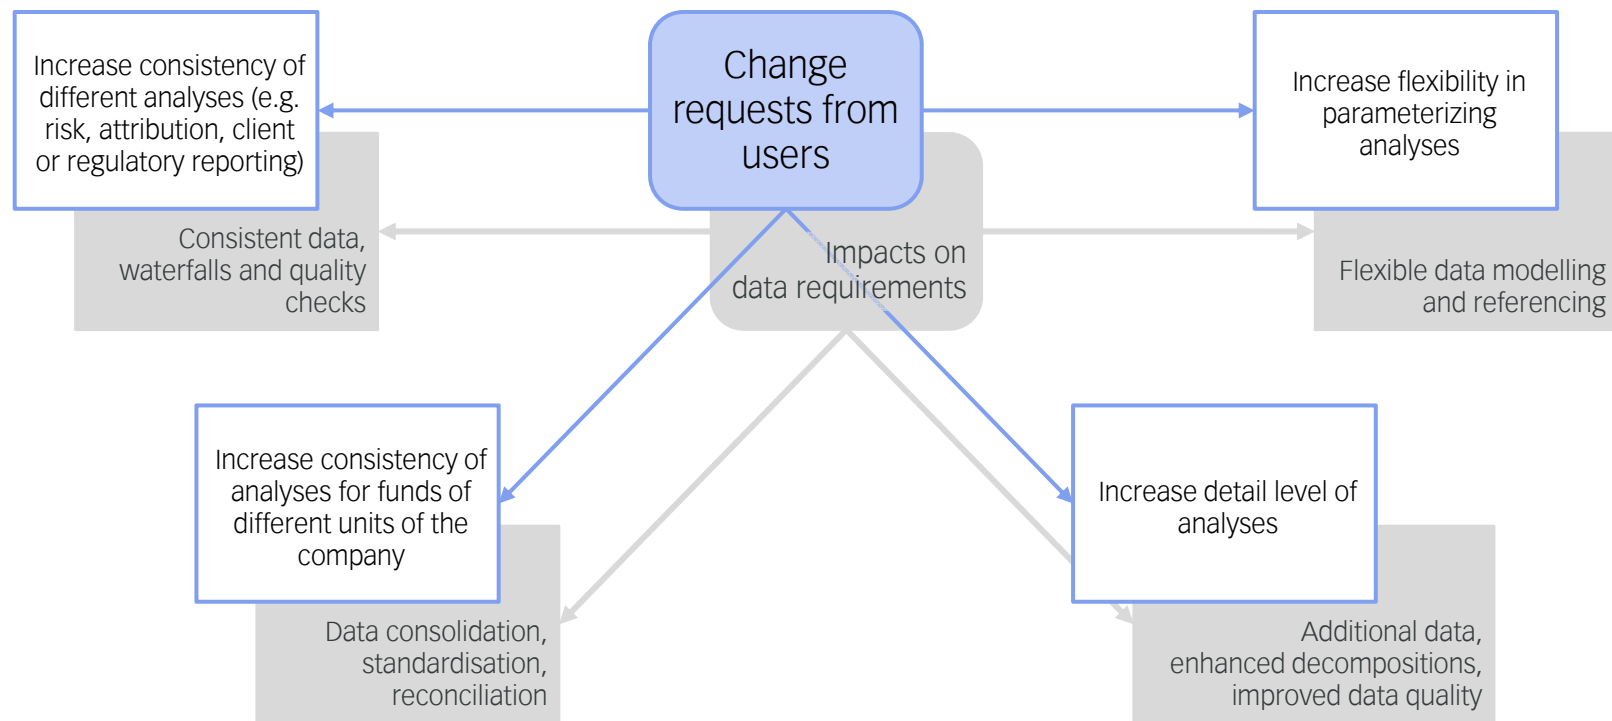 Increase consistency of
different analyses (e.g.
risk, attribution, client
or regulatory reporting)
Change
requests from
users
Increase flexibility in
parameterizing
analyses
Consistent data,
waterfalls and quality
checks
Impacts on
data requirements
Flexible data modelling
and referencing
Increase consistency of
analyses for funds of
different units of the
company
Increase detail level of
analyses
Data consolidation,
standardisation,
reconciliation
Additional data,
enhanced decompositions,
improved data quality